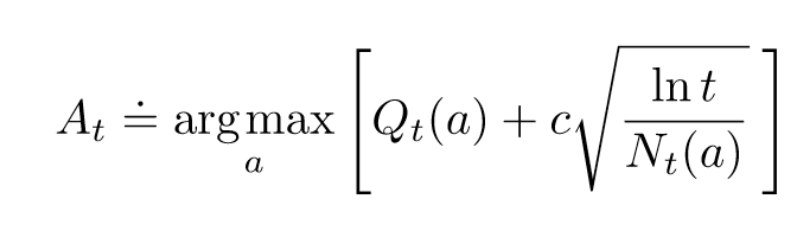 $A_t \doteq \underset{a}{\arg\max} \left[ Q_t(a) + c \sqrt{\frac{\ln t}{N_t(a)}} \right]$